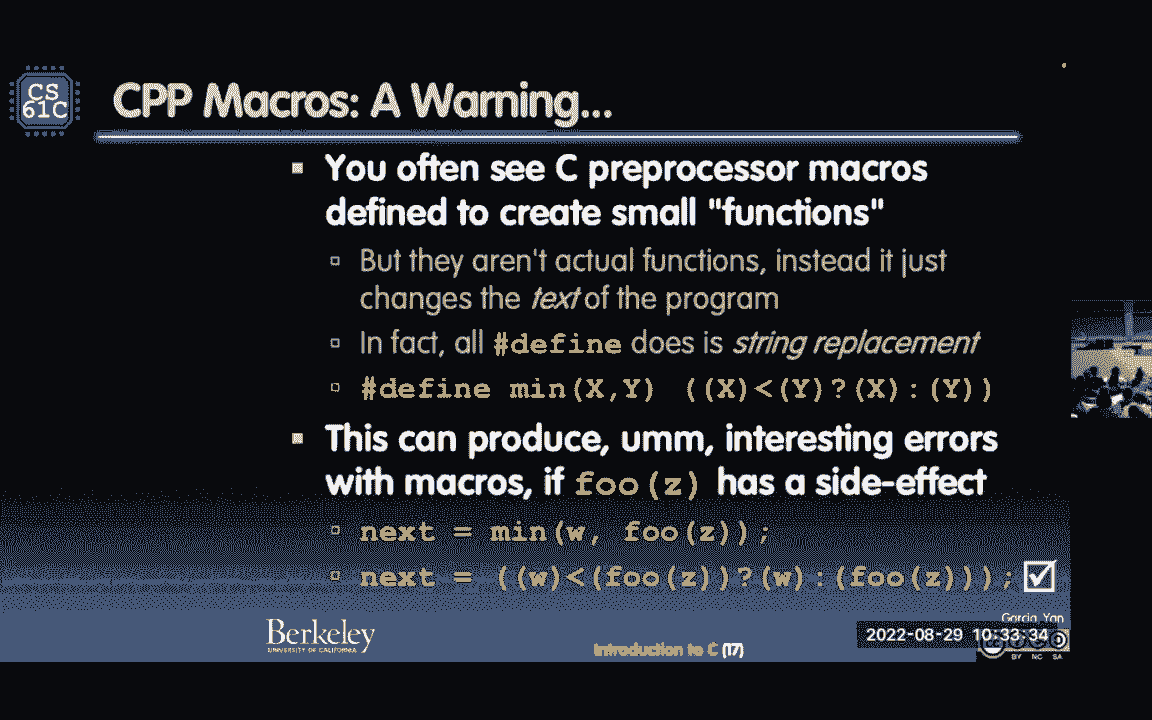 CS
61C
CPP Macros: A Warning...
You often see C preprocessor macros
defined to create small "functions"
But they aren't actual functions, instead it just
changes the text of the program
In fact, all #define does is string replacement
#define min(X,Y) ((X)<(Y)?(X):(Y))
This can produce, umm, interesting errors
with macros, if foo(z) has a side-effect
next = min(w, foo(z));
next = ((w)<(foo(z))?(w):(foo(z)));
Berkeley
UNIVERSITY OF CALIFORNIA
Introduction to C (17)
Garcia, Yan
2022-08-29 10:33:34
BY NC SA